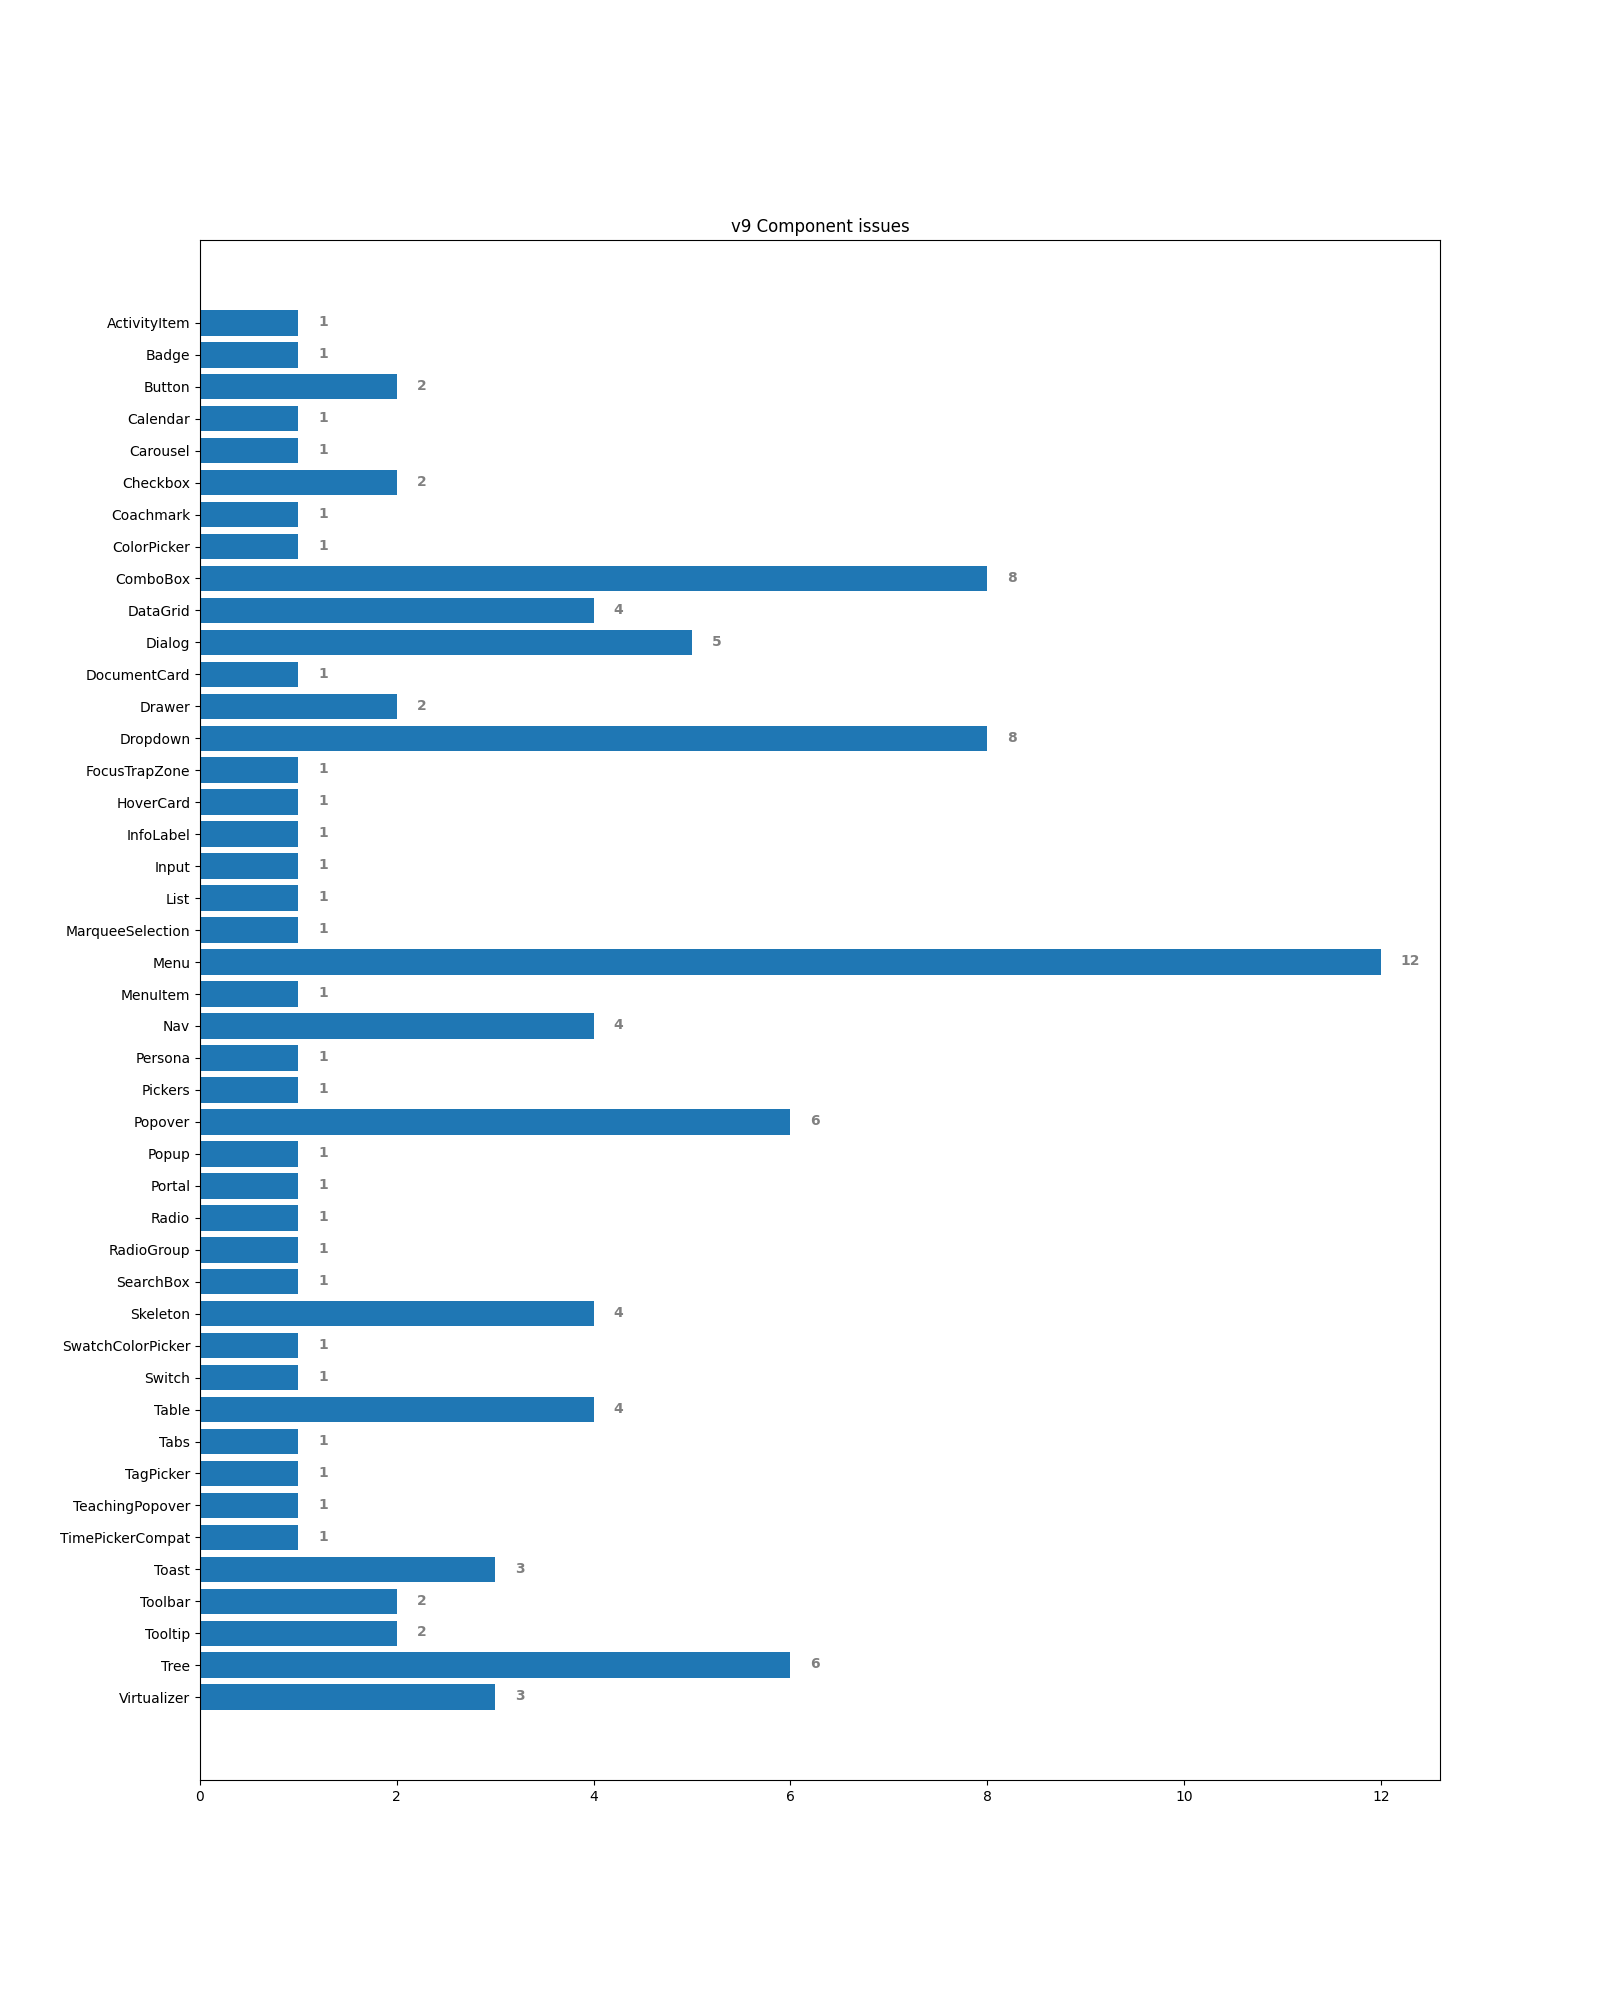 v9 Component issues
ActivityItem 1
Badge 1
Button 2
Calendar 1
Carousel 1
Checkbox 2
Coachmark 1
ColorPicker 1
ComboBox 8
DataGrid 4
Dialog 5
DocumentCard 1
Drawer 2
Dropdown 8
FocusTrapZone 1
HoverCard 1
InfoLabel 1
Input 1
List 1
MarqueeSelection 1
Menu 12
MenuItem 1
Nav 4
Persona 1
Pickers 1
Popover 6
Popup 1
Portal 1
Radio 1
RadioGroup 1
SearchBox 1
Skeleton 4
SwatchColorPicker 1
Switch 1
Table 4
Tabs 1
TagPicker 1
TeachingPopover 1
TimePickerCompat 1
Toast 3
Toolbar 2
Tooltip 2
Tree 6
Virtualizer 3
0 2 4 6 8 10 12